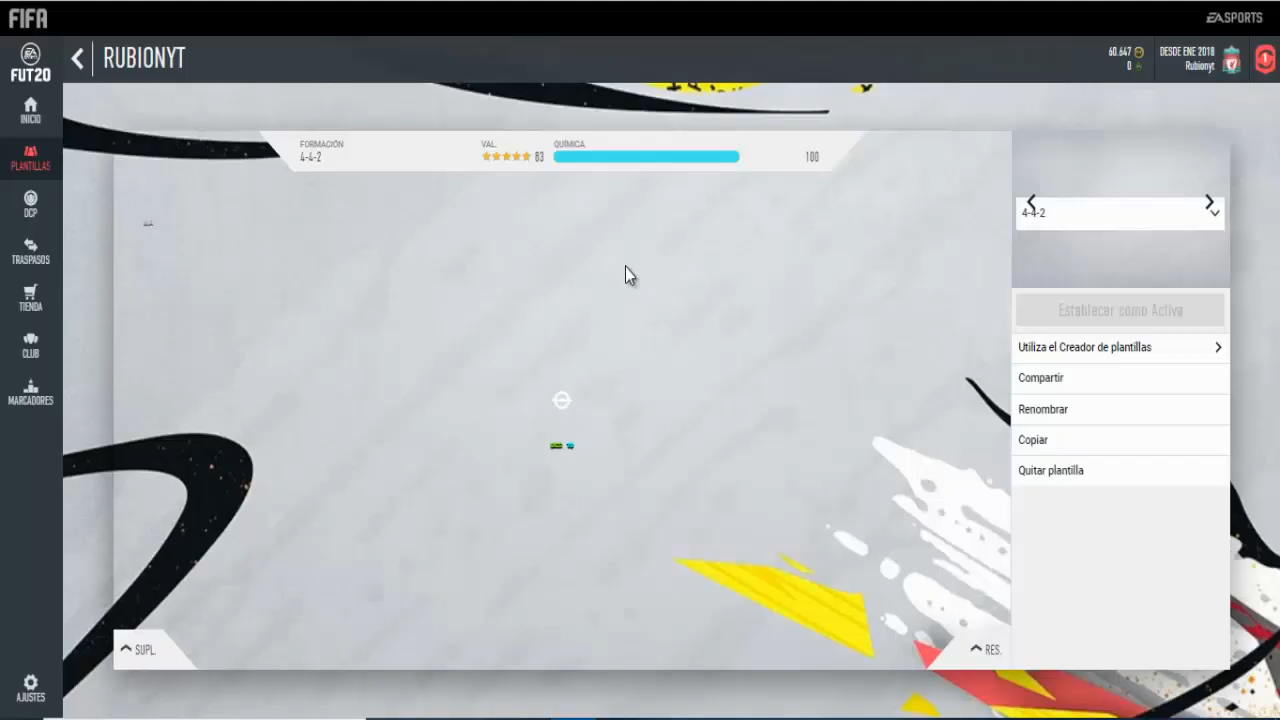 FIFA
EA SPORTS
FUT20
RUBIONYT
60.647
0
DESDE ENE 2018
Rubionyt
1
INICIO
PLANTILLAS
DCP
TRASPASOS
TIENDA
CLUB
MARCADORES
AJUSTES
FORMACIÓN
4-4-2
VAL.
83
QUÍMICA
100
4-4-2
Establecer como Activa
Utiliza el Creador de plantillas
Compartir
Renombrar
Copiar
Quitar plantilla
SUPL.
RES.